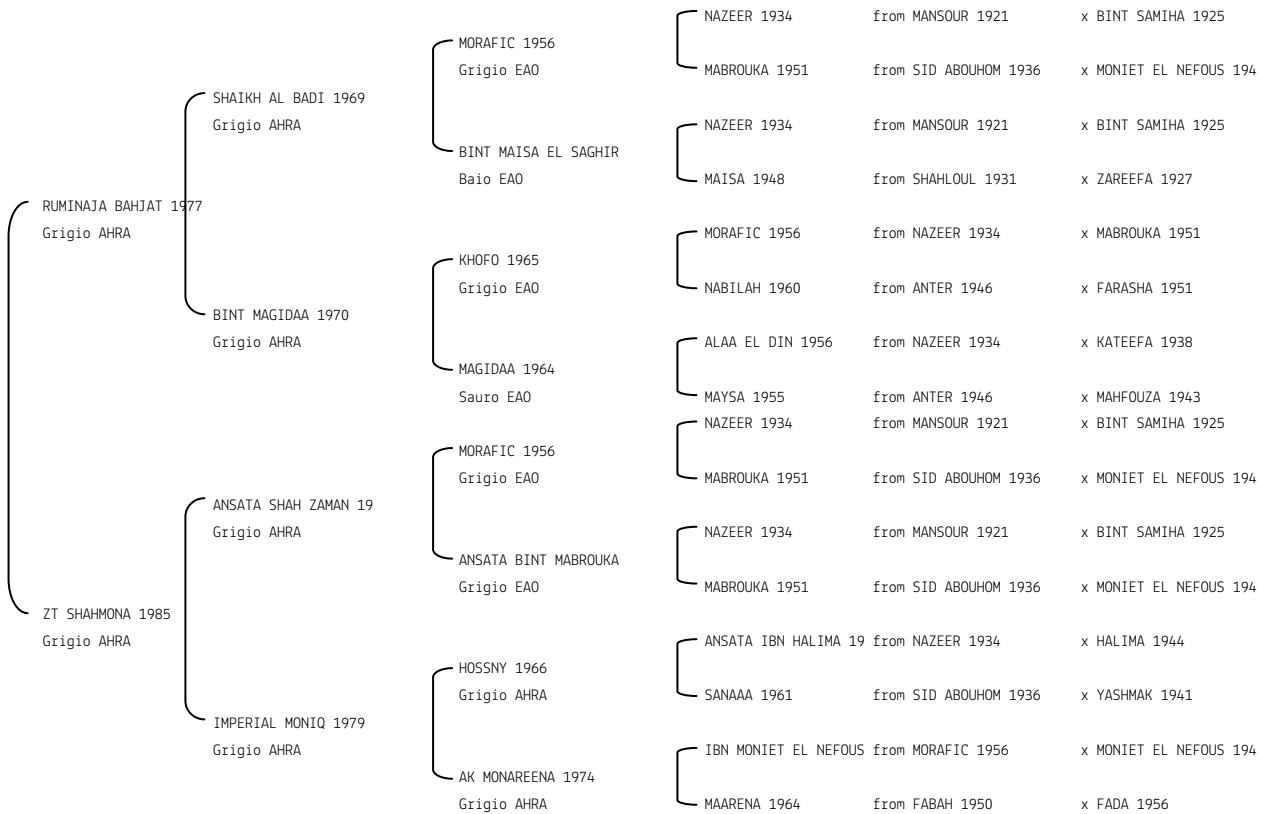 NAZEER 1934 from MANSOUR 1921 x BINT SAMIHA 1925
MORAFIC 1956
Grigio EAO
MABROUKA 1951 from SID ABOUHOM 1936 x MONIET EL NEFOUS 194
SHAIKH AL BADI 1969
Grigio AHRA
NAZEER 1934 from MANSOUR 1921 x BINT SAMIHA 1925
BINT MAISA EL SAGHIR
Baio EAO
MAISA 1948 from SHAHLOUL 1931 x ZAREEFA 1927
RUMINAJA BAHJAT 1977
Grigio AHRA
MORAFIC 1956 from NAZEER 1934 x MABROUKA 1951
KHOFO 1965
Grigio EAO
NABILAH 1960 from ANTER 1946 x FARASHA 1951
BINT MAGIDAA 1970
Grigio AHRA
ALAA EL DIN 1956 from NAZEER 1934 x KATEEFA 1938
MAGIDAA 1964
Sauro EAO
MAYSA 1955 from ANTER 1946 x MAHFOUZA 1943
NAZEER 1934 from MANSOUR 1921 x BINT SAMIHA 1925
MORAFIC 1956
Grigio EAO
MABROUKA 1951 from SID ABOUHOM 1936 x MONIET EL NEFOUS 194
ANSATA SHAH ZAMAN 19
Grigio AHRA
NAZEER 1934 from MANSOUR 1921 x BINT SAMIHA 1925
ANSATA BINT MABROUKA
Grigio EAO
MABROUKA 1951 from SID ABOUHOM 1936 x MONIET EL NEFOUS 194
ZT SHAHMONA 1985
Grigio AHRA
ANSATA IBN HALIMA 19 from NAZEER 1934 x HALIMA 1944
HOSSNY 1966
Grigio AHRA
SANAAA 1961 from SID ABOUHOM 1936 x YASHMAK 1941
IMPERIAL MONIQ 1979
Grigio AHRA
IBN MONIET EL NEFOUS from MORAFIC 1956 x MONIET EL NEFOUS 194
AK MONAREENA 1974
Grigio AHRA
MAARENA 1964 from FABAH 1950 x FADA 1956